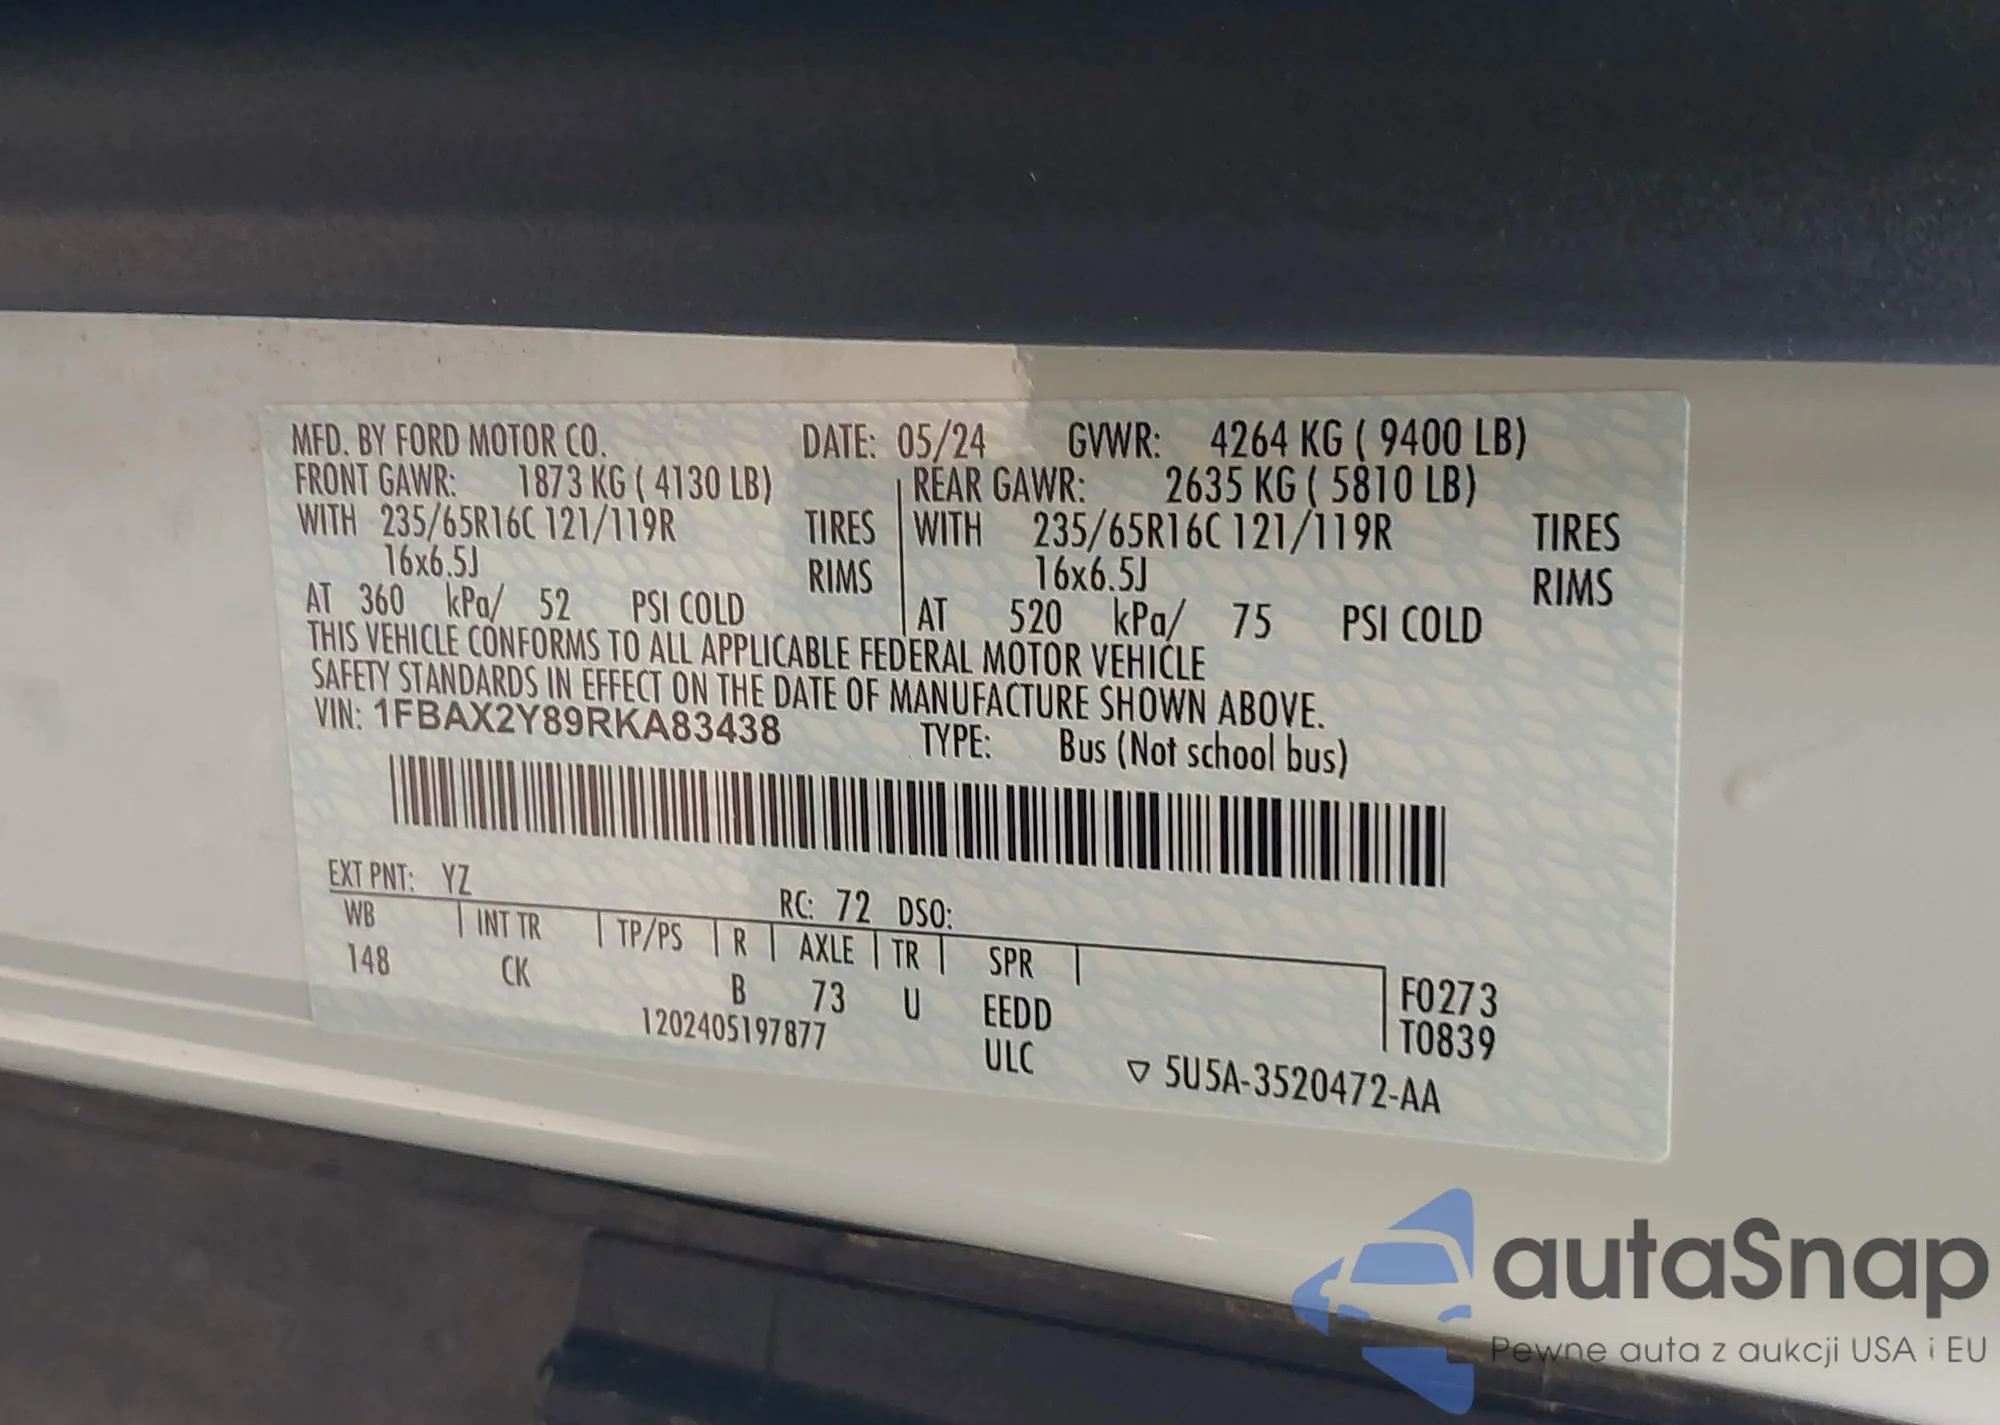 MFD. BY FORD MOTOR CO. DATE: 05/24 GVWR: 4264 KG ( 9400 LB)
FRONT GAWR: 1873 KG ( 4130 LB) REAR GAWR: 2635 KG ( 5810 LB)
WITH 235/65R16C 121/119R TIRES WITH 235/65R16C 121/119R TIRES
16x6.5J RIMS 16x6.5J RIMS
AT 360 kPa/ 52 PSI COLD AT 520 kPa/ 75 PSI COLD
THIS VEHICLE CONFORMS TO ALL APPLICABLE FEDERAL MOTOR VEHICLE
SAFETY STANDARDS IN EFFECT ON THE DATE OF MANUFACTURE SHOWN ABOVE.
VIN: 1FBAX2Y89RKA83438 TYPE: Bus (Not school bus)
EXT PNT: YZ RC: 72 DSO:
WB INT TR TP/PS R AXLE TR SPR
148 CK B 73 U EEDD F0273
1202405197877 ULC T0839
▽ 5U5A-3520472-AA
autaSnap
Pewne auta z aukcji USA i EU